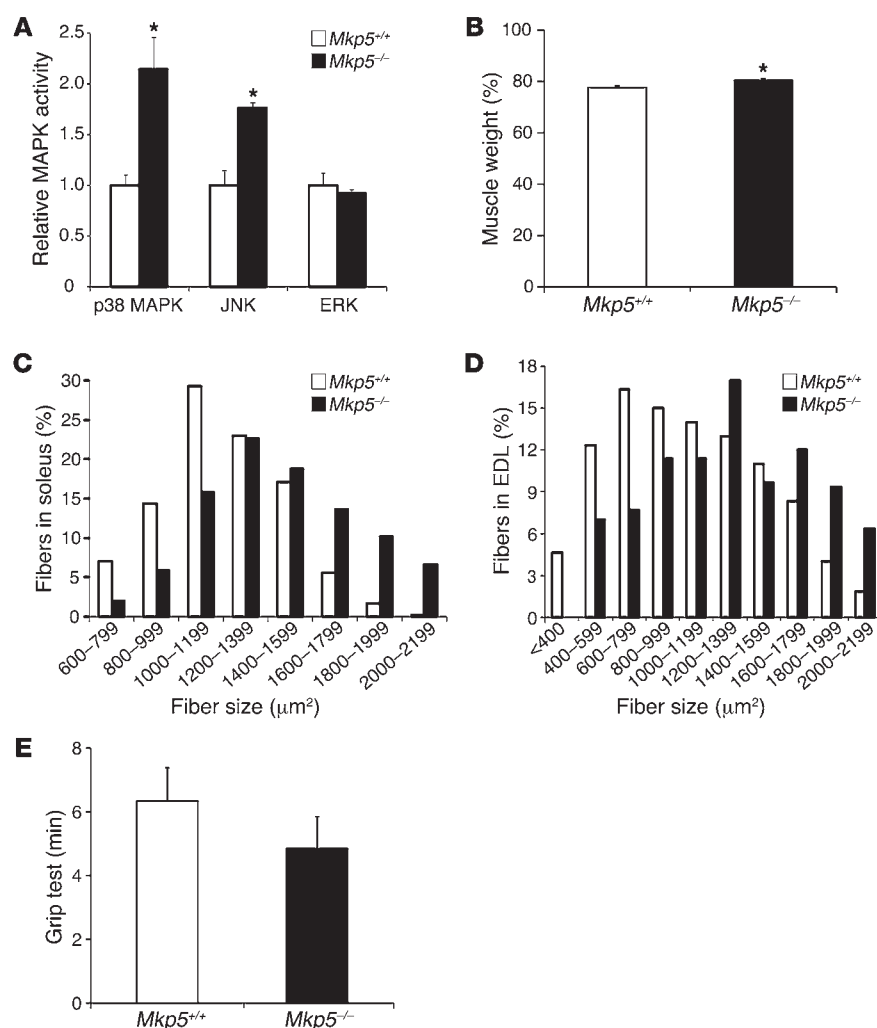 A
Relative MAPK activity
2.5
2.0
1.5
1.0
0.5
0
*
*
Mkp5+/+
Mkp5−/−
p38 MAPK JNK ERK
B
Muscle weight (%)
100
80
60
40
20
0
*
Mkp5+/+ Mkp5−/−
C
Fibers in soleus (%)
30
25
20
15
10
5
0
Mkp5+/+
Mkp5−/−
600–799 800–999 1000–1199 1200–1399 1400–1599 1600–1799 1800–1999 2000–2199
Fiber size (μm²)
D
Fibers in EDL (%)
18
15
12
9
6
3
0
Mkp5+/+
Mkp5−/−
<400 400–599 600–799 800–999 1000–1199 1200–1399 1400–1599 1600–1799 1800–1999 2000–2199
Fiber size (μm²)
E
Grip test (min)
8
6
4
2
0
Mkp5+/+ Mkp5−/−